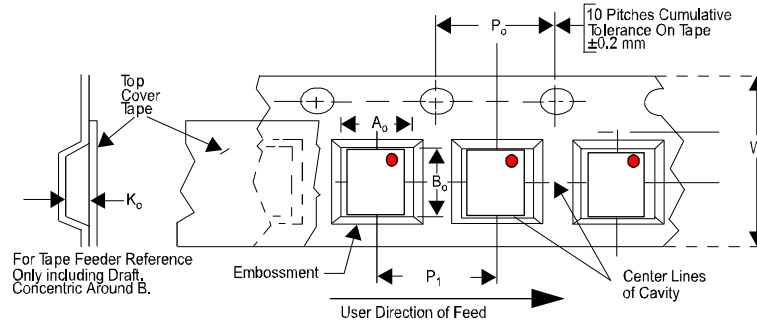 10 Pitches Cumulative
Tolerance On Tape
±0.2 mm
Po
Top
Cover
Tape
Ao
W
Bo
Ko
For Tape Feeder Reference
Only including Draft.
Concentric Around B.
Embossment
P1
Center Lines
of Cavity
User Direction of Feed